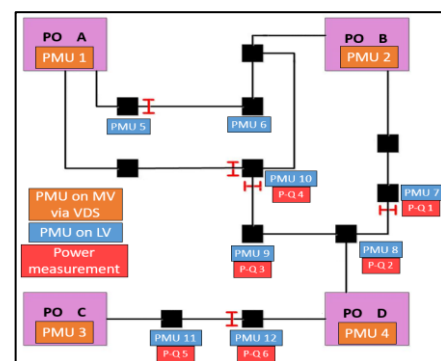 PO A
PMU 1
PO B
PMU 2
PMU 5
PMU 6
PMU 10
P-Q 4
PMU 7
P-Q 1
PMU on MV
via VDS
PMU on LV
Power
measurement
PMU 9
P-Q 3
PMU 8
P-Q 2
PO C
PMU 3
PMU 11
P-Q 5
PMU 12
P-Q 6
PO D
PMU 4